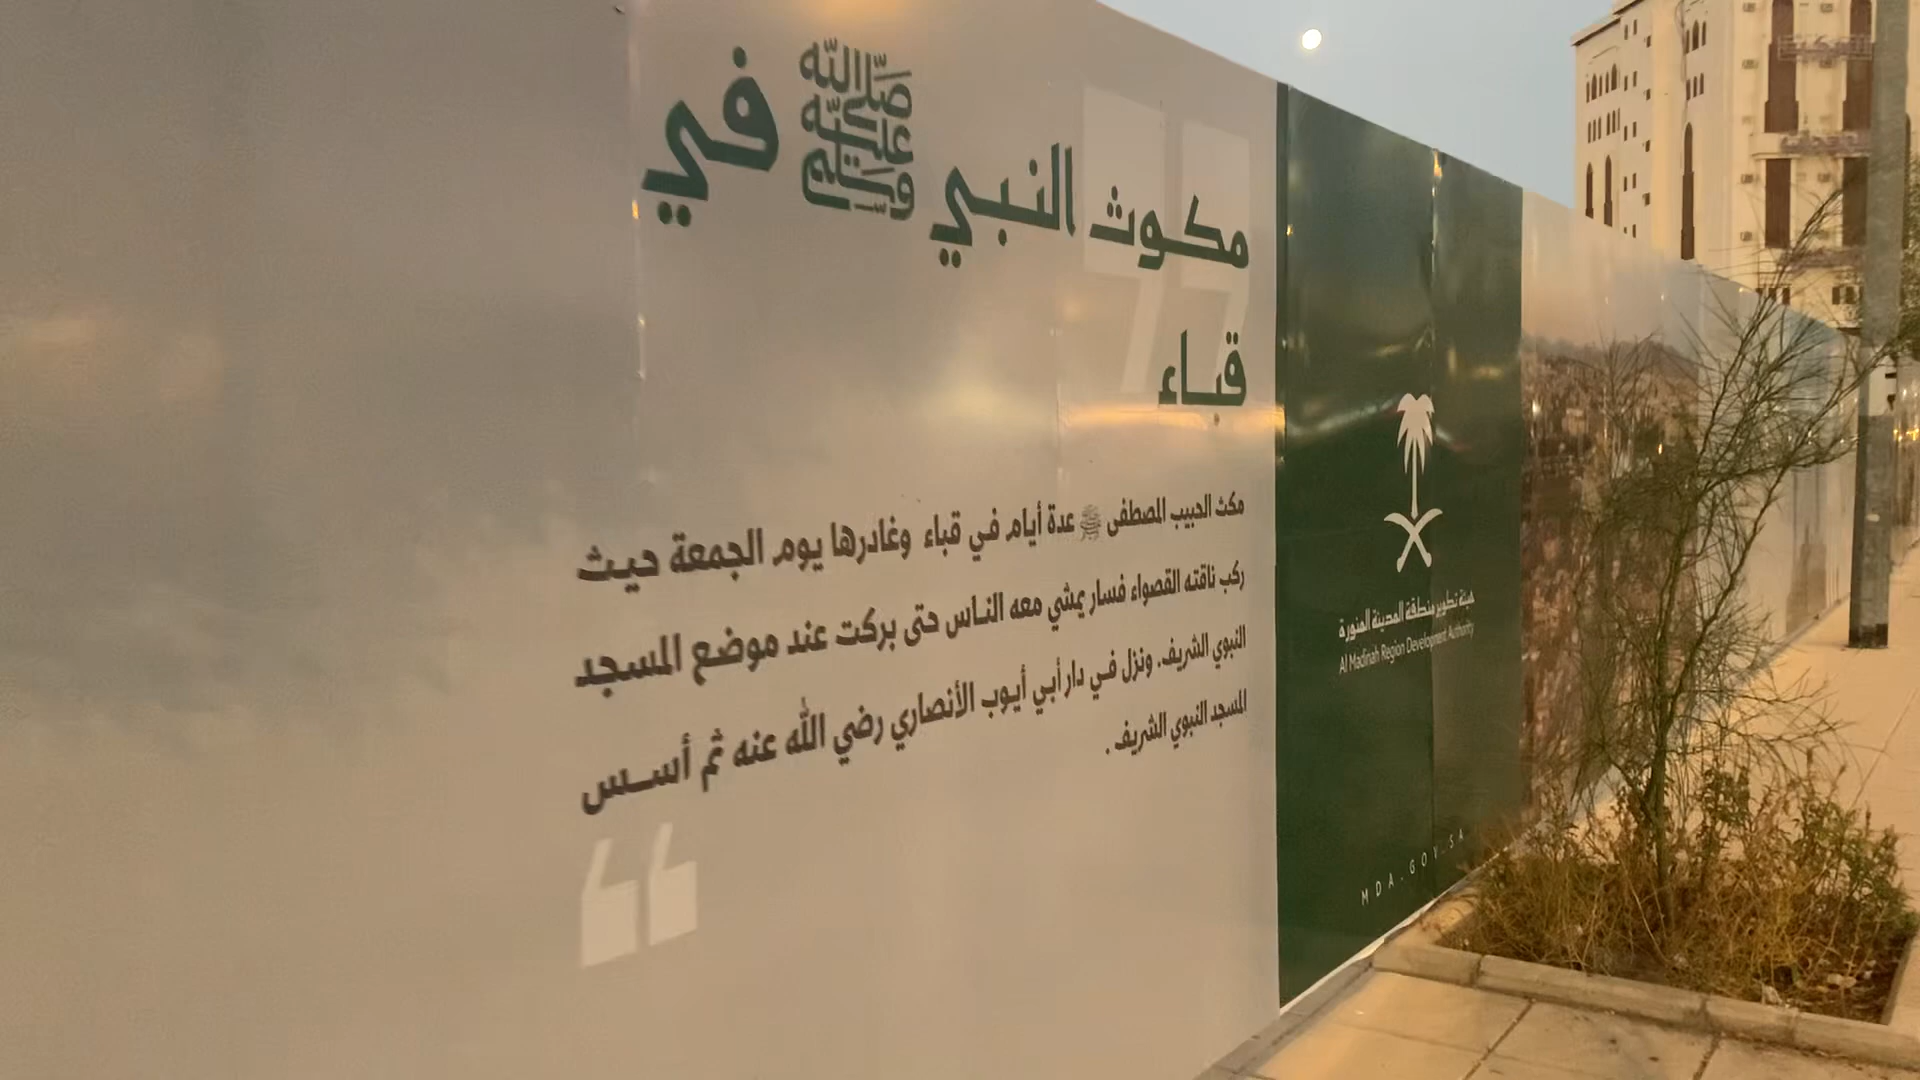 مكوث النبي ﷺ في
قباء
مكث الحبيب المصطفى ﷺ عدة أيام في قباء وغادرها يوم الجمعة حيث
ركب ناقته القصواء فسار يمشي معه الناس حتى بركت عند موضع المسجد
النبوي الشريف. ونزل في دار أبي أيوب الأنصاري رضي الله عنه ثم أسس
المسجد النبوي الشريف .
هيئة تطوير منطقة المدينة المنورة
Al Madinah Region Development Authority
MDA.GOV.SA